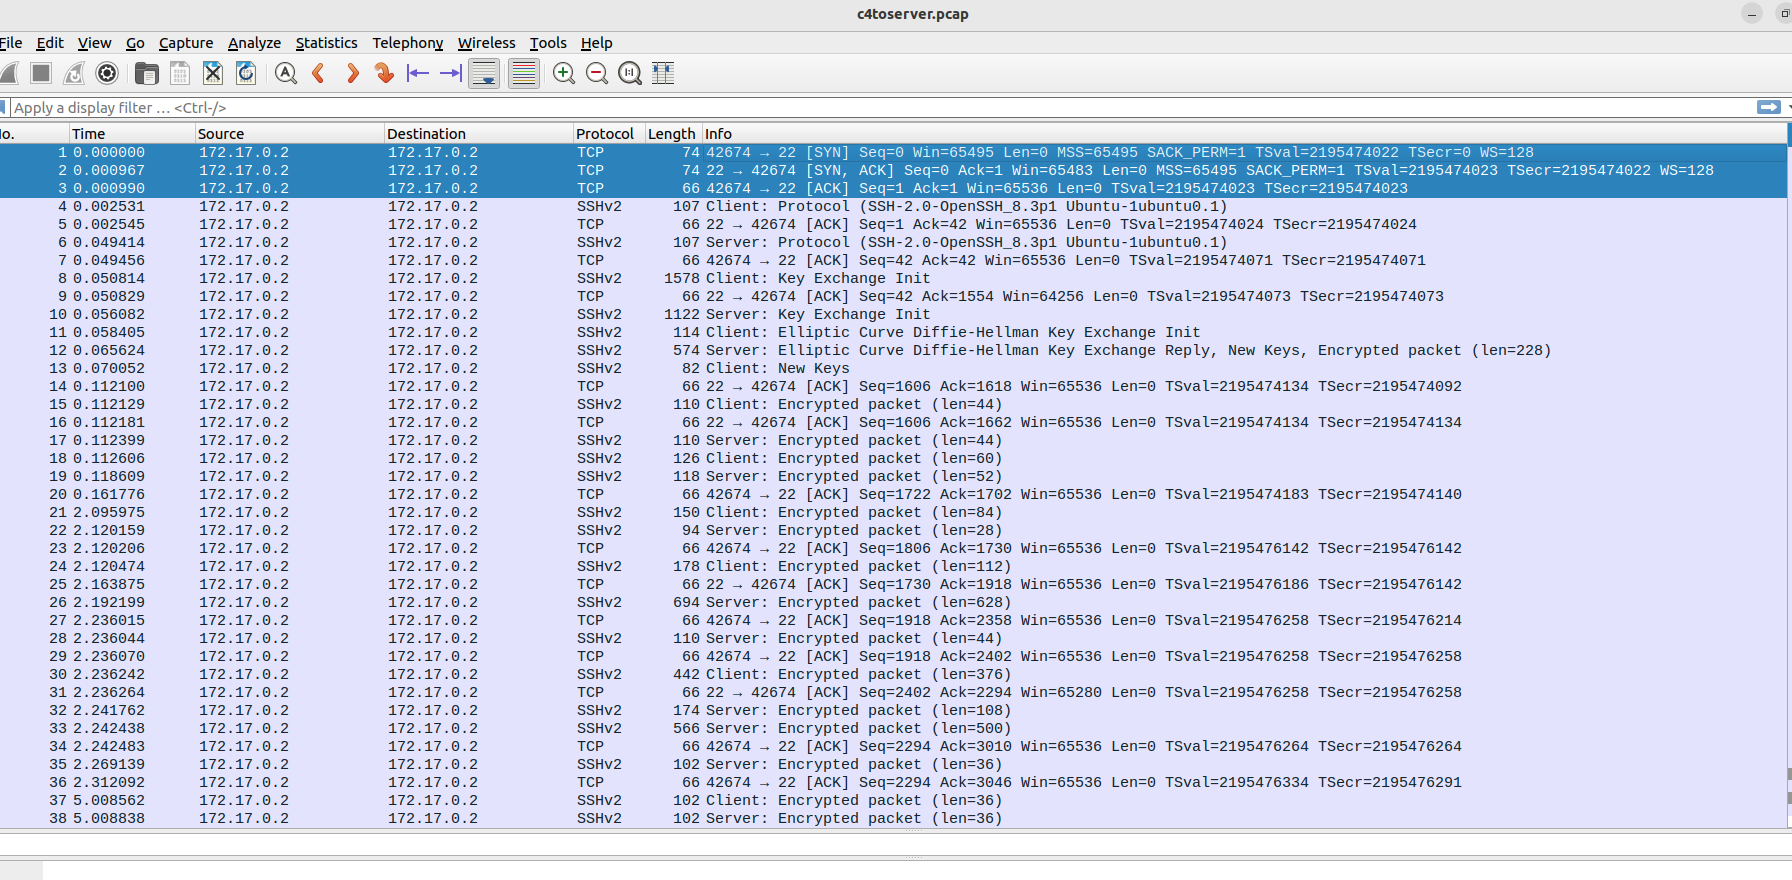 c4toserver.pcap
File Edit View Go Capture Analyze Statistics Telephony Wireless Tools Help
Apply a display filter … <Ctrl-/>
No. Time Source Destination Protocol Length Info
1 0.000000 172.17.0.2 172.17.0.2 TCP 74 42674 → 22 [SYN] Seq=0 Win=65495 Len=0 MSS=65495 SACK_PERM=1 TSval=2195474022 TSecr=0 WS=128
2 0.000967 172.17.0.2 172.17.0.2 TCP 74 22 → 42674 [SYN, ACK] Seq=0 Ack=1 Win=65483 Len=0 MSS=65495 SACK_PERM=1 TSval=2195474023 TSecr=2195474022 WS=128
3 0.000990 172.17.0.2 172.17.0.2 TCP 66 42674 → 22 [ACK] Seq=1 Ack=1 Win=65536 Len=0 TSval=2195474023 TSecr=2195474023
4 0.002531 172.17.0.2 172.17.0.2 SSHv2 107 Client: Protocol (SSH-2.0-OpenSSH_8.3p1 Ubuntu-1ubuntu0.1)
5 0.002545 172.17.0.2 172.17.0.2 TCP 66 22 → 42674 [ACK] Seq=1 Ack=42 Win=65536 Len=0 TSval=2195474024 TSecr=2195474024
6 0.049414 172.17.0.2 172.17.0.2 SSHv2 107 Server: Protocol (SSH-2.0-OpenSSH_8.3p1 Ubuntu-1ubuntu0.1)
7 0.049456 172.17.0.2 172.17.0.2 TCP 66 42674 → 22 [ACK] Seq=42 Ack=42 Win=65536 Len=0 TSval=2195474071 TSecr=2195474071
8 0.050814 172.17.0.2 172.17.0.2 SSHv2 1578 Client: Key Exchange Init
9 0.050829 172.17.0.2 172.17.0.2 TCP 66 22 → 42674 [ACK] Seq=42 Ack=1554 Win=64256 Len=0 TSval=2195474073 TSecr=2195474073
10 0.056082 172.17.0.2 172.17.0.2 SSHv2 1122 Server: Key Exchange Init
11 0.058405 172.17.0.2 172.17.0.2 SSHv2 114 Client: Elliptic Curve Diffie-Hellman Key Exchange Init
12 0.065624 172.17.0.2 172.17.0.2 SSHv2 574 Server: Elliptic Curve Diffie-Hellman Key Exchange Reply, New Keys, Encrypted packet (len=228)
13 0.070052 172.17.0.2 172.17.0.2 SSHv2 82 Client: New Keys
14 0.112100 172.17.0.2 172.17.0.2 TCP 66 22 → 42674 [ACK] Seq=1606 Ack=1618 Win=65536 Len=0 TSval=2195474134 TSecr=2195474092
15 0.112129 172.17.0.2 172.17.0.2 SSHv2 110 Client: Encrypted packet (len=44)
16 0.112181 172.17.0.2 172.17.0.2 TCP 66 22 → 42674 [ACK] Seq=1606 Ack=1662 Win=65536 Len=0 TSval=2195474134 TSecr=2195474134
17 0.112399 172.17.0.2 172.17.0.2 SSHv2 110 Server: Encrypted packet (len=44)
18 0.112606 172.17.0.2 172.17.0.2 SSHv2 126 Client: Encrypted packet (len=60)
19 0.118609 172.17.0.2 172.17.0.2 SSHv2 118 Server: Encrypted packet (len=52)
20 0.161776 172.17.0.2 172.17.0.2 TCP 66 42674 → 22 [ACK] Seq=1722 Ack=1702 Win=65536 Len=0 TSval=2195474183 TSecr=2195474140
21 2.095975 172.17.0.2 172.17.0.2 SSHv2 150 Client: Encrypted packet (len=84)
22 2.120159 172.17.0.2 172.17.0.2 SSHv2 94 Server: Encrypted packet (len=28)
23 2.120206 172.17.0.2 172.17.0.2 TCP 66 42674 → 22 [ACK] Seq=1806 Ack=1730 Win=65536 Len=0 TSval=2195476142 TSecr=2195476142
24 2.120474 172.17.0.2 172.17.0.2 SSHv2 178 Client: Encrypted packet (len=112)
25 2.163875 172.17.0.2 172.17.0.2 TCP 66 22 → 42674 [ACK] Seq=1730 Ack=1918 Win=65536 Len=0 TSval=2195476186 TSecr=2195476142
26 2.192199 172.17.0.2 172.17.0.2 SSHv2 694 Server: Encrypted packet (len=628)
27 2.236015 172.17.0.2 172.17.0.2 TCP 66 42674 → 22 [ACK] Seq=1918 Ack=2358 Win=65536 Len=0 TSval=2195476258 TSecr=2195476214
28 2.236044 172.17.0.2 172.17.0.2 SSHv2 110 Server: Encrypted packet (len=44)
29 2.236070 172.17.0.2 172.17.0.2 TCP 66 42674 → 22 [ACK] Seq=1918 Ack=2402 Win=65536 Len=0 TSval=2195476258 TSecr=2195476258
30 2.236242 172.17.0.2 172.17.0.2 SSHv2 442 Client: Encrypted packet (len=376)
31 2.236264 172.17.0.2 172.17.0.2 TCP 66 22 → 42674 [ACK] Seq=2402 Ack=2294 Win=65280 Len=0 TSval=2195476258 TSecr=2195476258
32 2.241762 172.17.0.2 172.17.0.2 SSHv2 174 Server: Encrypted packet (len=108)
33 2.242438 172.17.0.2 172.17.0.2 SSHv2 566 Server: Encrypted packet (len=500)
34 2.242483 172.17.0.2 172.17.0.2 TCP 66 42674 → 22 [ACK] Seq=2294 Ack=3010 Win=65536 Len=0 TSval=2195476264 TSecr=2195476264
35 2.269139 172.17.0.2 172.17.0.2 SSHv2 102 Server: Encrypted packet (len=36)
36 2.312092 172.17.0.2 172.17.0.2 TCP 66 42674 → 22 [ACK] Seq=2294 Ack=3046 Win=65536 Len=0 TSval=2195476334 TSecr=2195476291
37 5.008562 172.17.0.2 172.17.0.2 SSHv2 102 Client: Encrypted packet (len=36)
38 5.008838 172.17.0.2 172.17.0.2 SSHv2 102 Server: Encrypted packet (len=36)